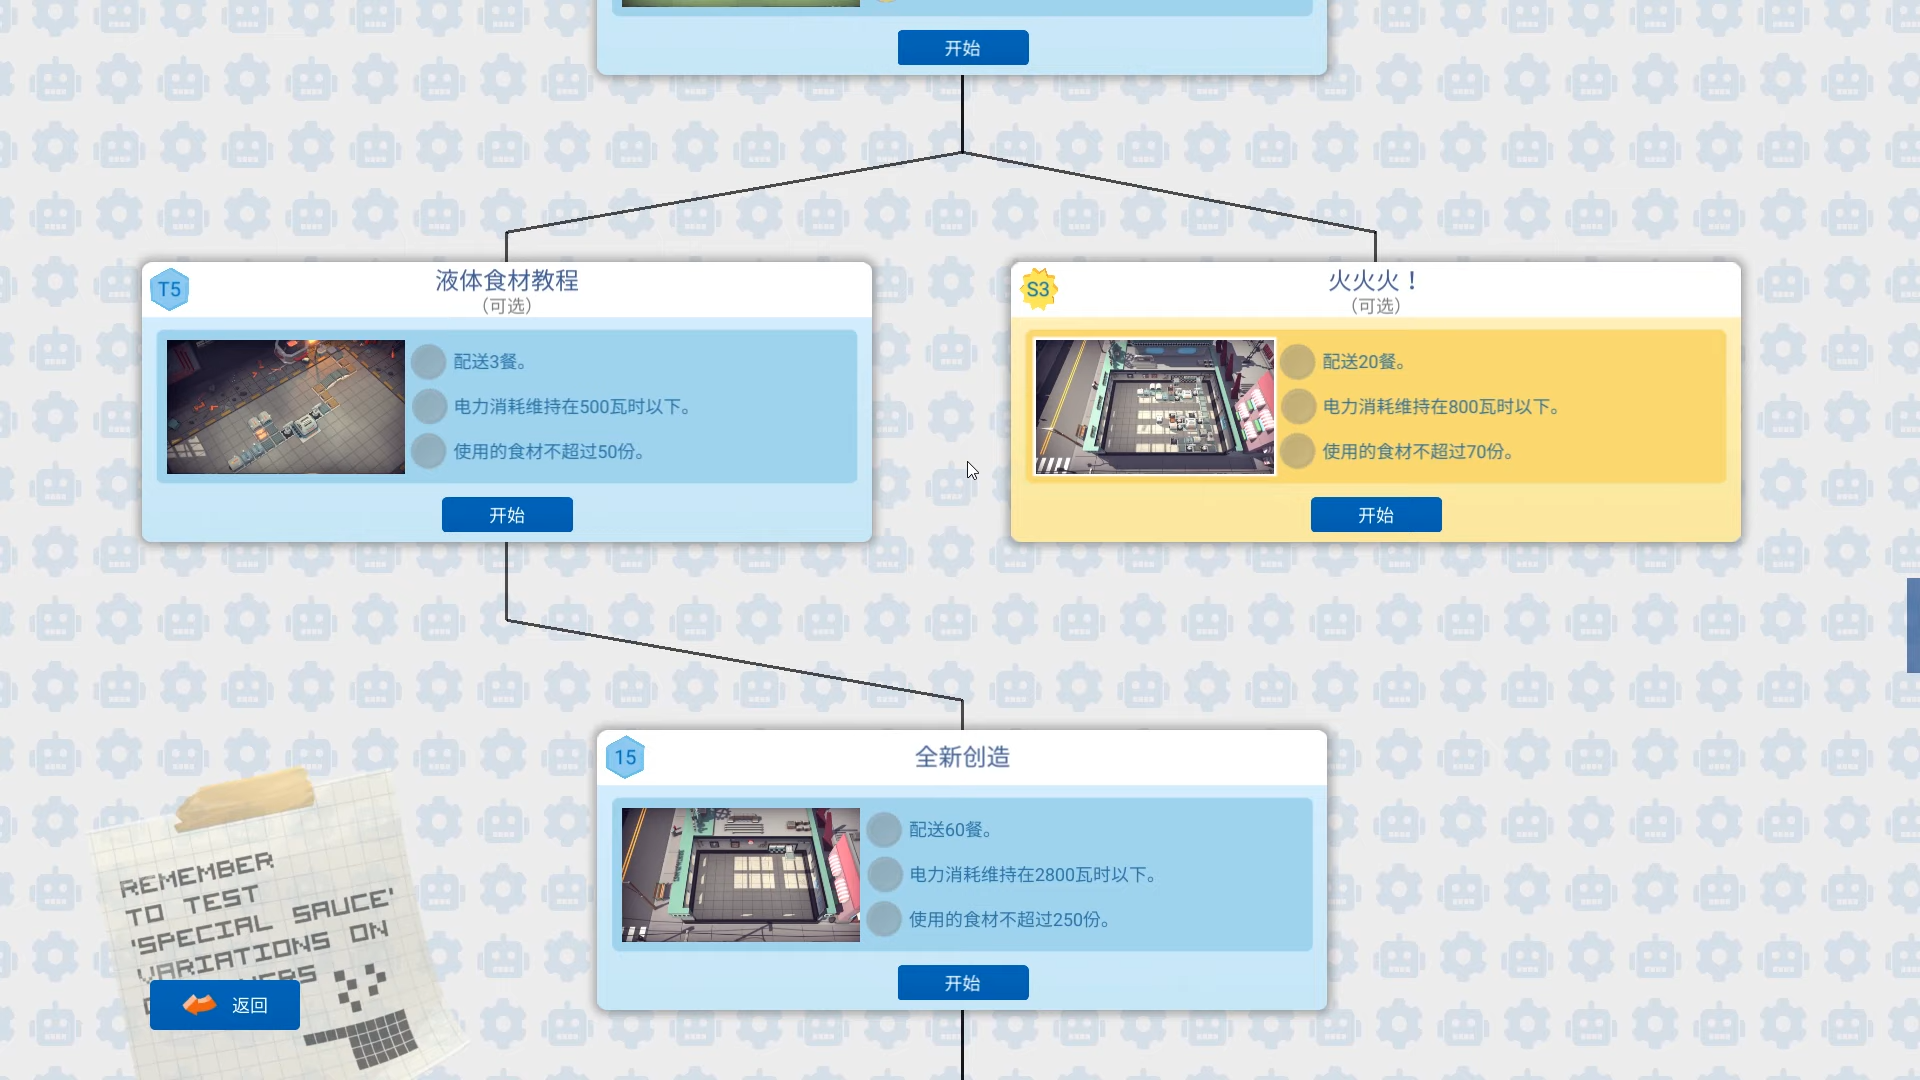 开始
T5
液体食材教程
(可选)
配送3餐。
电力消耗维持在500瓦时以下。
使用的食材不超过50份。
开始
S3
火火火！
(可选)
配送20餐。
电力消耗维持在800瓦时以下。
使用的食材不超过70份。
开始
15
全新创造
配送60餐。
电力消耗维持在2800瓦时以下。
使用的食材不超过250份。
开始
REMEMBER
TO TEST
'SPECIAL SAUCE'
VARIATIONS ON
返回